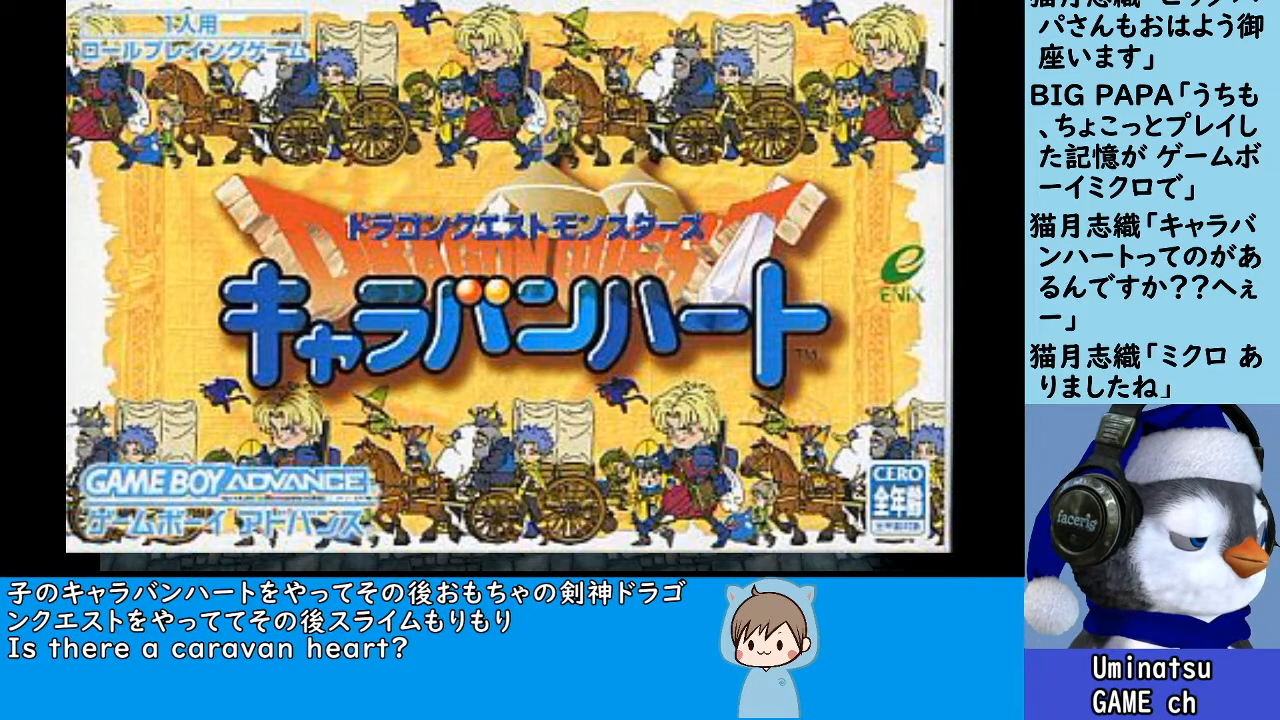 1人用
ロールプレイングゲーム
ドラゴンクエストモンスターズ
DRAGON QUEST
キャラバンハート
TM
ENIX
GAME BOY ADVANCE
ゲームボーイ アドバンス
CERO
全年齢
パさんもおはよう御
座います」
BIG PAPA「うちも
、ちょこっとプレイし
た記憶が ゲームボ
ーイミクロで」
猫月志織「キャラバ
ンハートってのがあ
るんですか??へぇ
ー」
猫月志織「ミクロ あ
りましたね」
facerig
子のキャラバンハートをやってその後おもちゃの剣神ドラゴ
ンクエストをやっててその後スライムもりもり
Is there a caravan heart?
Uminatsu
GAME ch